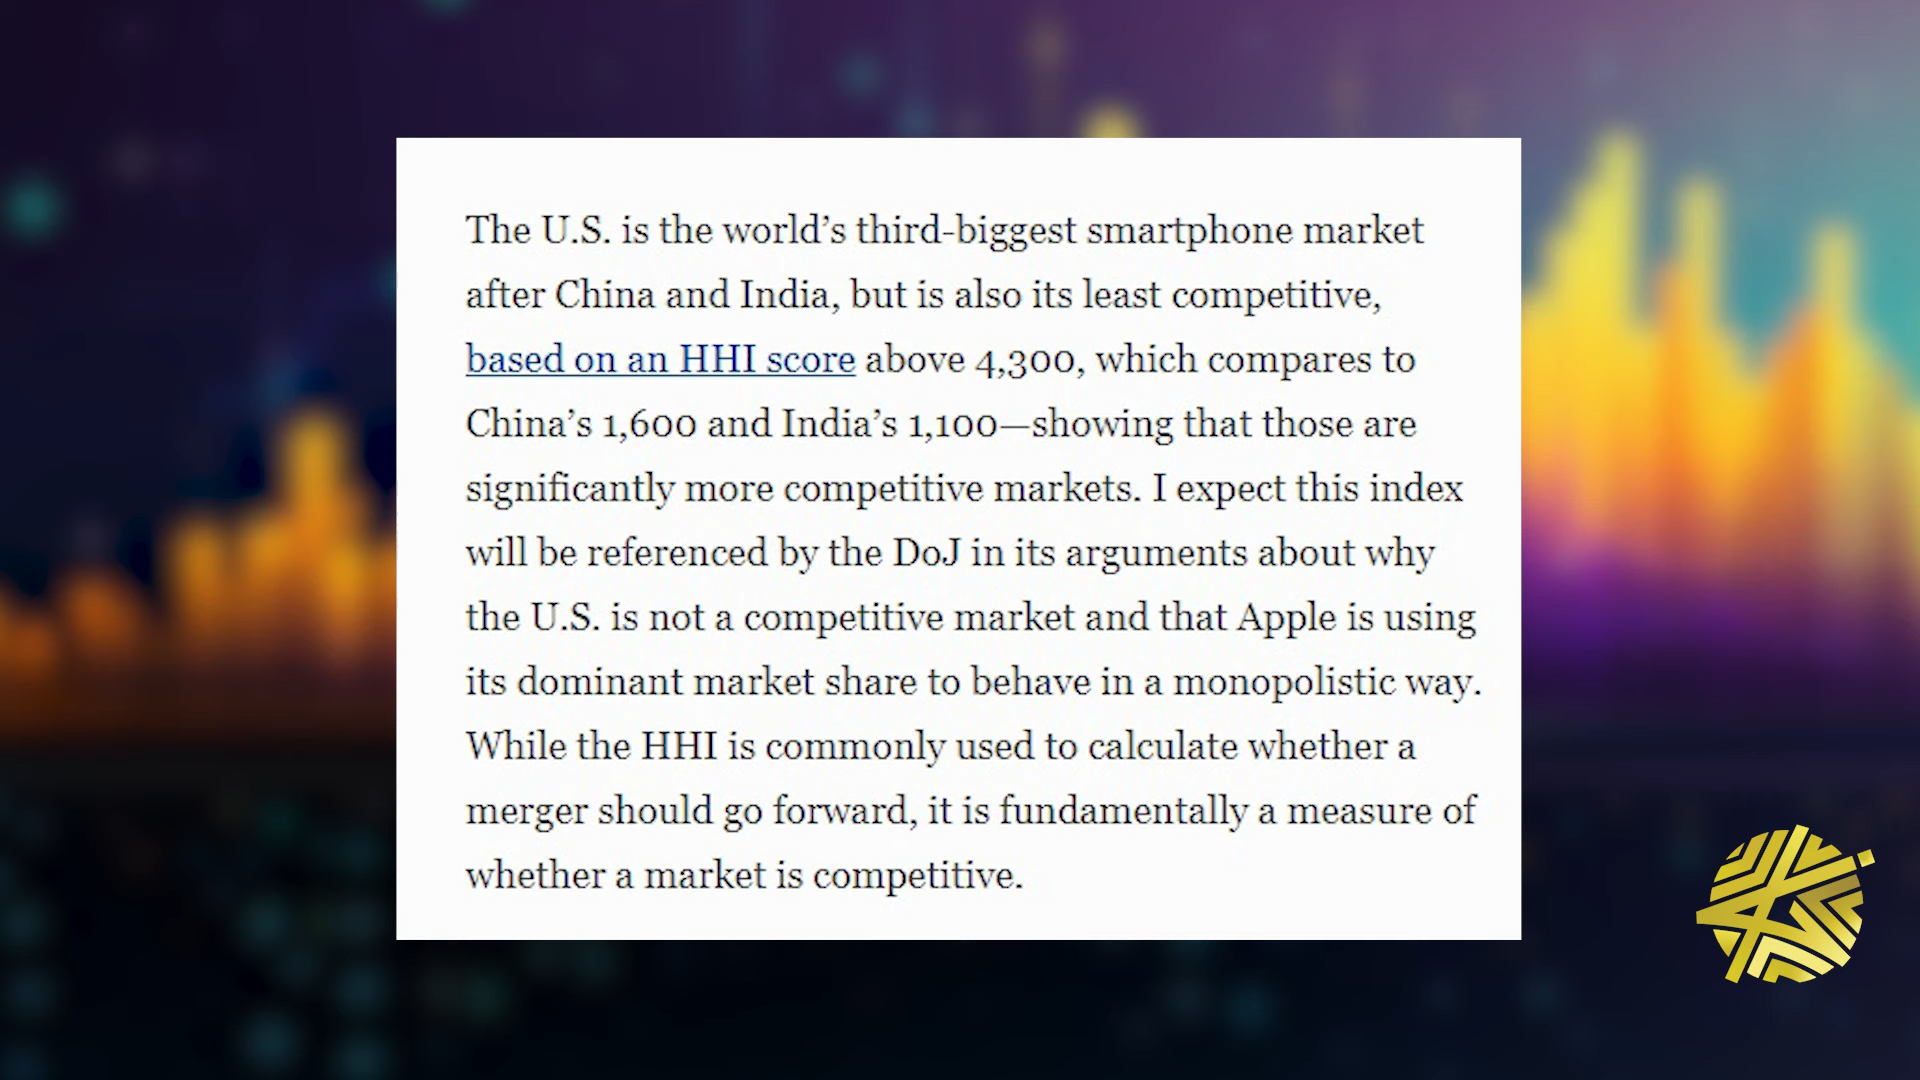 The U.S. is the world’s third-biggest smartphone market
after China and India, but is also its least competitive,
based on an HHI score above 4,300, which compares to
China’s 1,600 and India’s 1,100—showing that those are
significantly more competitive markets. I expect this index
will be referenced by the DoJ in its arguments about why
the U.S. is not a competitive market and that Apple is using
its dominant market share to behave in a monopolistic way.
While the HHI is commonly used to calculate whether a
merger should go forward, it is fundamentally a measure of
whether a market is competitive.